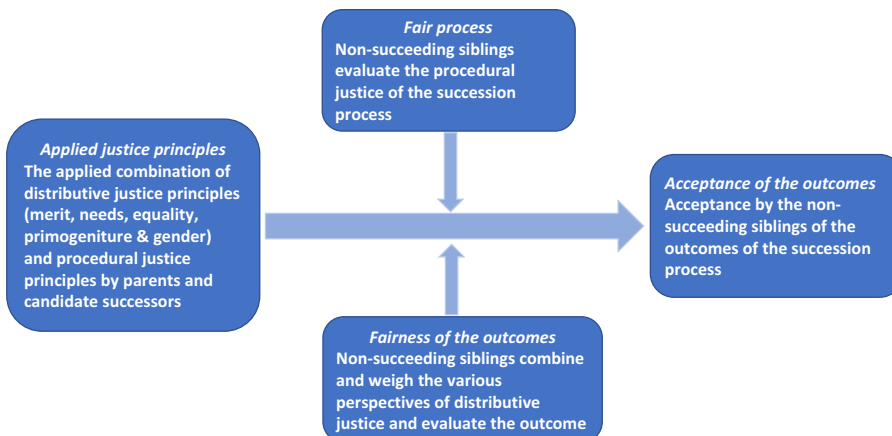 Fair process
Non-succeeding siblings
evaluate the procedural
justice of the succession
process
Applied justice principles
The applied combination of
distributive justice principles
(merit, needs, equality,
primogeniture & gender)
and procedural justice
principles by parents and
candidate successors
Acceptance of the outcomes
Acceptance by the non-
succeeding siblings of the
outcomes of the succession
process
Fairness of the outcomes
Non-succeeding siblings combine
and weigh the various
perspectives of distributive
justice and evaluate the outcome